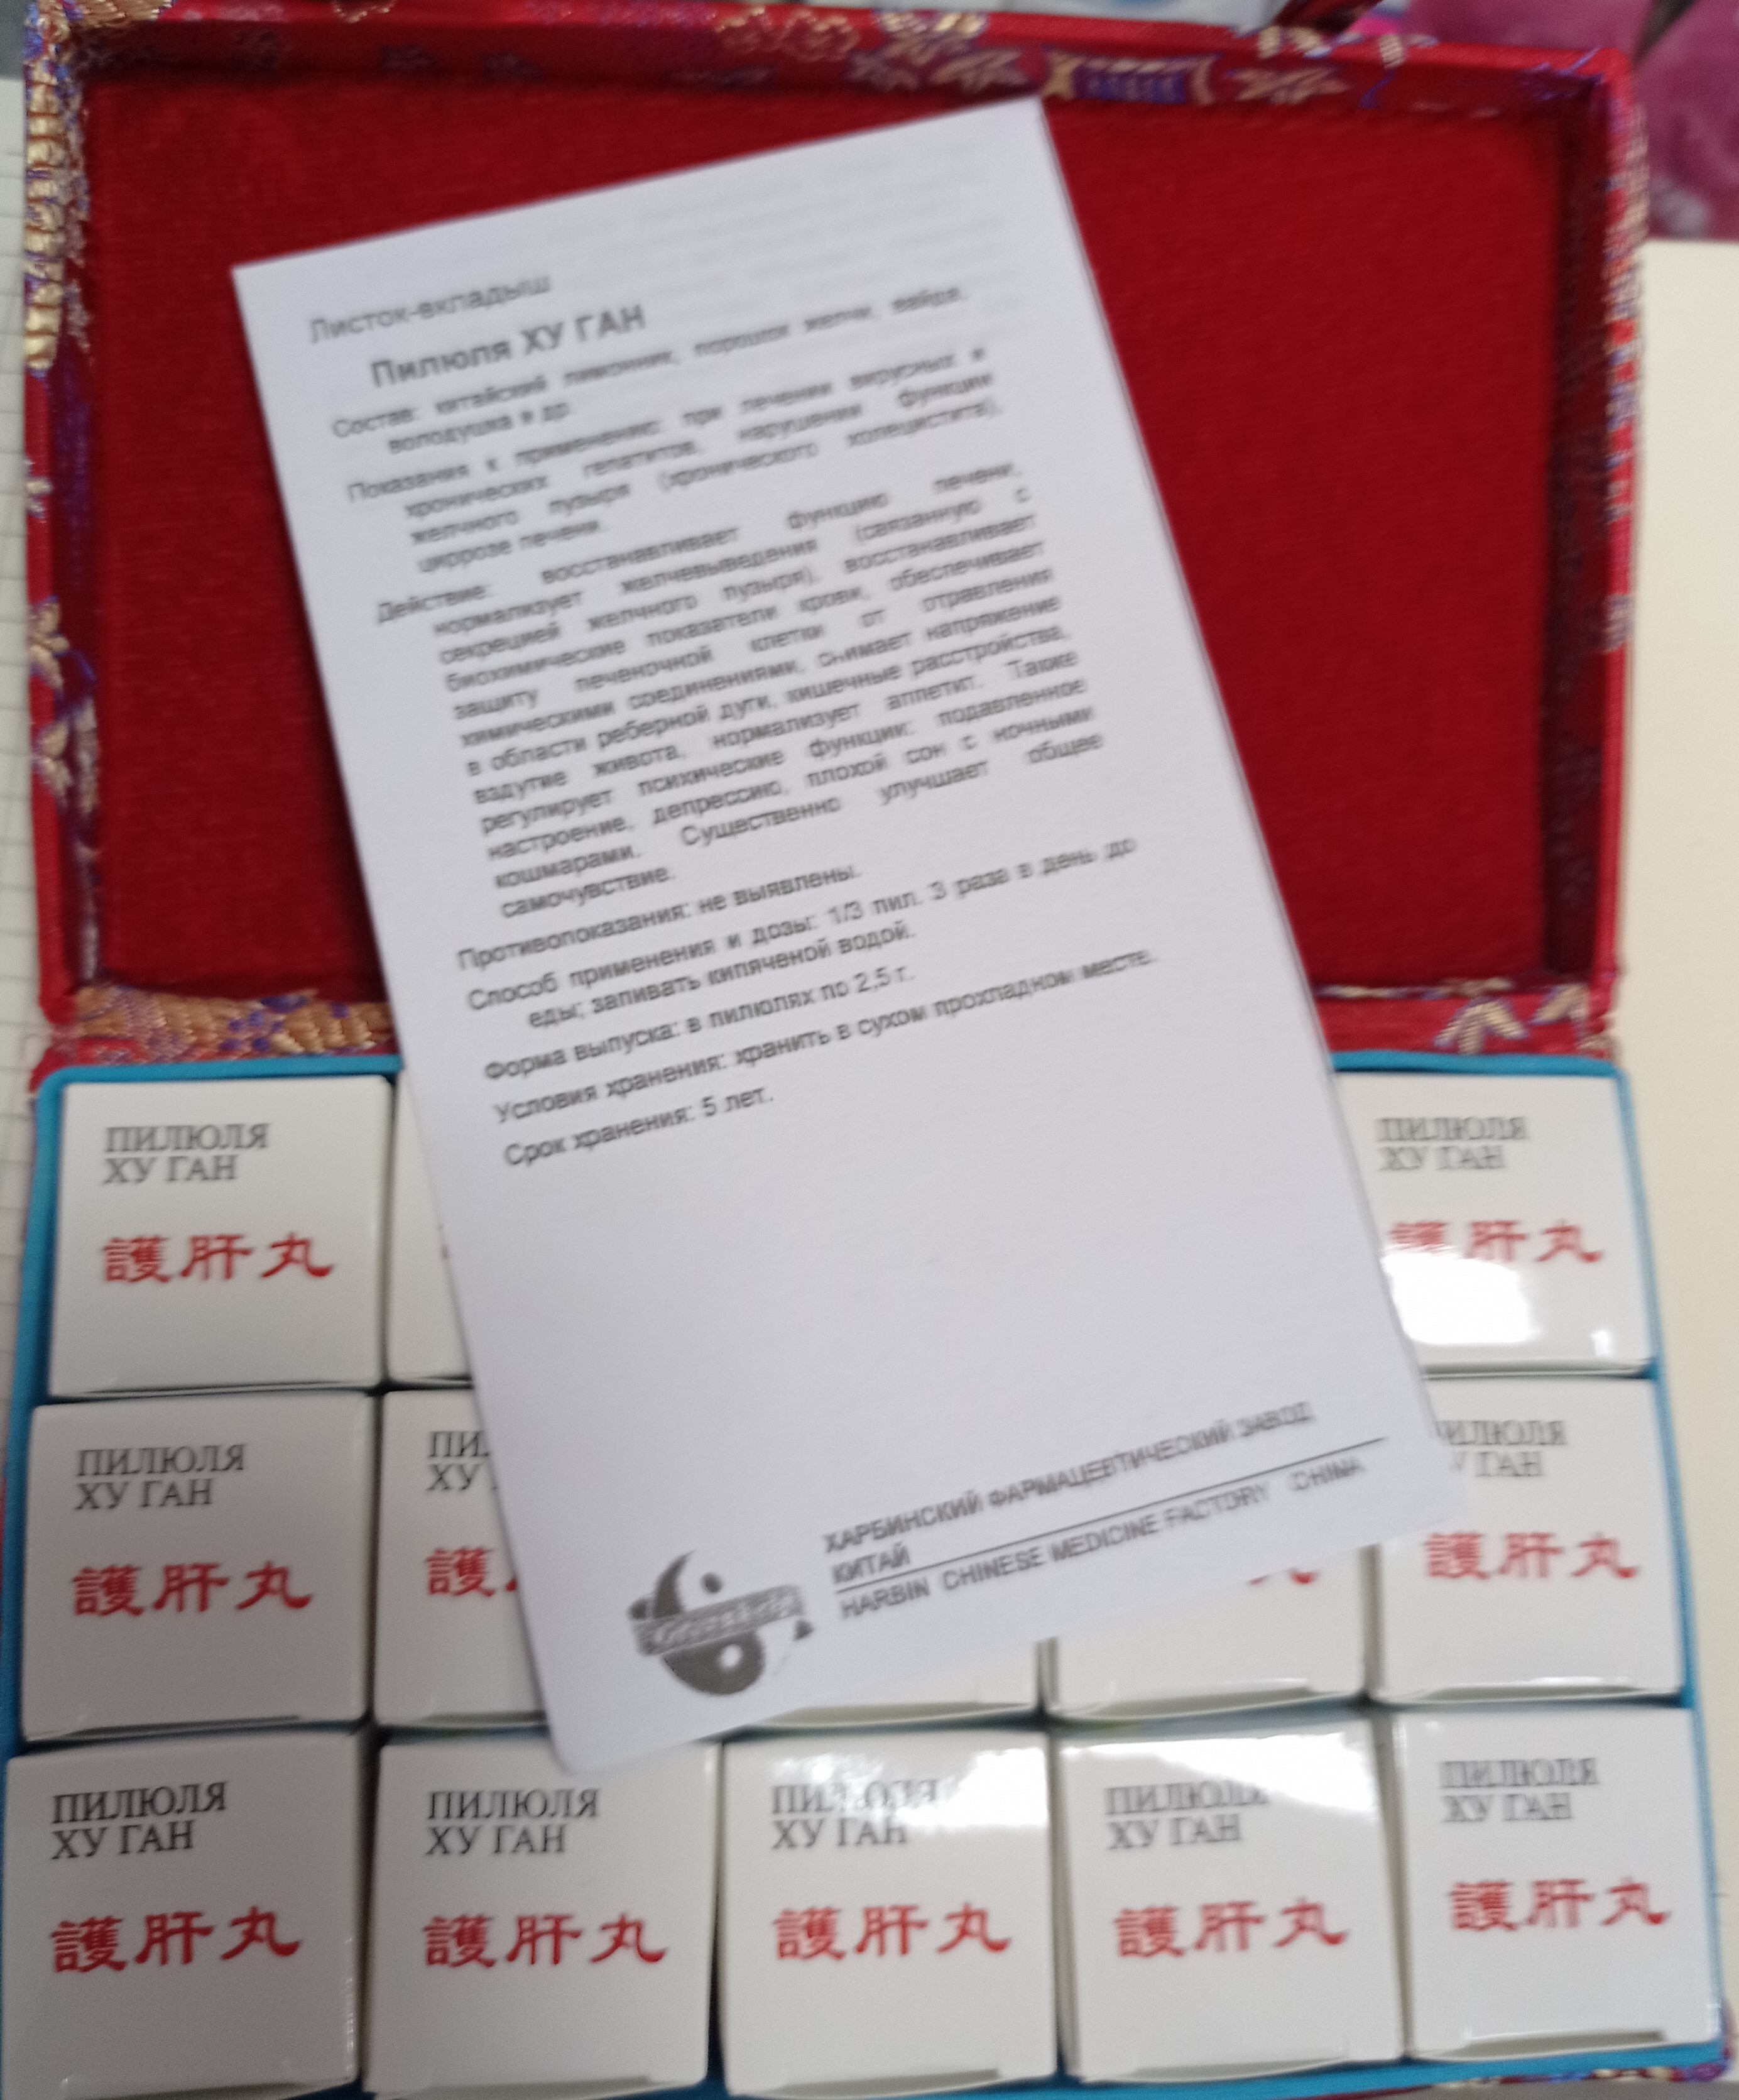 Листок-вкладыш
Пилюля ХУ ГАН
Состав: китайский лимонник, порошок желчи, вайда,
володушка и др.
Показания к применению: при лечении вирусных и
хронических гепатитов, нарушении функции
желчного пузыря (хронического холецистита),
циррозе печени.
Действие: восстанавливает функцию печени,
нормализует желчевыведения (связанную с
секрецией желчного пузыря), восстанавливает
биохимические показатели крови, обеспечивает
защиту печеночной клетки от отравления
химическими соединениями, снимает напряжение
в области реберной дуги, кишечные расстройства,
вздутие живота, нормализует аппетит. Также
регулирует психические функции: подавленное
настроение, депрессию, плохой сон с ночными
кошмарами. Существенно улучшает общее
самочувствие.
Противопоказания: не выявлены.
Способ применения и дозы: 1/3 пил. 3 раза в день до
еды; запивать кипяченой водой.
Форма выпуска: в пилюлях по 2,5 г.
Условия хранения: хранить в сухом прохладном месте.
Срок хранения: 5 лет.
ХАРБИНСКИЙ ФАРМАЦЕВТИЧЕСКИЙ ЗАВОД
КИТАЙ
HARBIN CHINESE MEDICINE FACTORY CHINA
ПИЛЮЛЯ
ХУ ГАН
護肝丸
ПИЛЮЛЯ
ХУ ГАН
護肝丸
ПИЛЮЛЯ
ХУ ГАН
護肝丸
ПИ
ХУ
護
ИЛЮЛЯ
ГАН
護肝丸
ПИЛЮЛЯ
ХУ ГАН
護肝丸
ПИЛЮЛЯ
ХУ ГАН
護肝丸
ПИЛЮЛЯ
ХУ ГАН
護肝丸
ПИЛЮЛЯ
ХУ ГАН
護肝丸
ПИЛЮЛЯ
ХУ ГАН
護肝丸